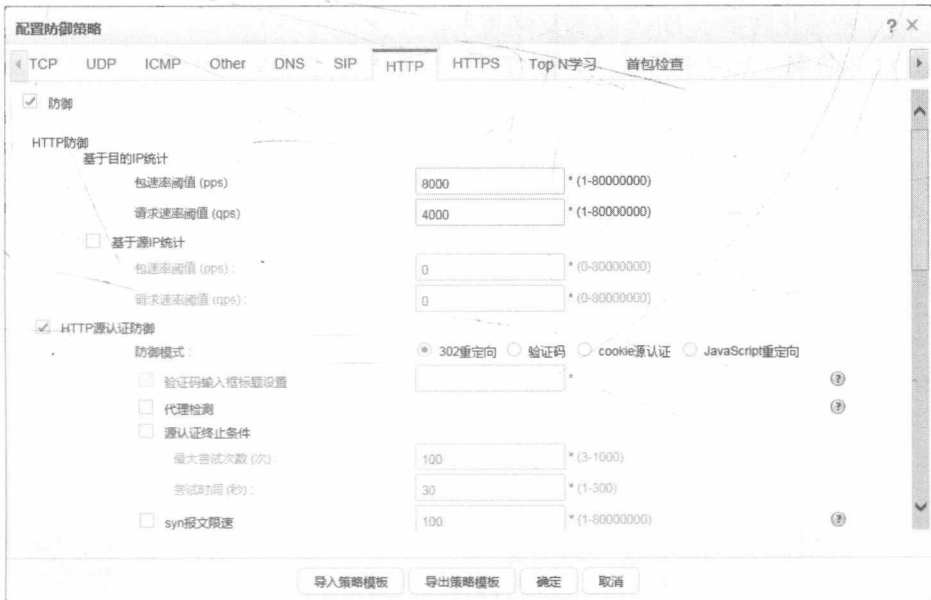 配置防御策略 ? ×
TCP UDP ICMP Other DNS SIP HTTP HTTPS Top N学习 首包检查
防御
HTTP防御
基于目的IP统计
包速率阈值 (pps) 8000 * (1-80000000)
请求速率阈值 (qps) 4000 * (1-80000000)
基于源IP统计
包速率阈值 (pps) : 0 * (0-80000000)
请求速率阈值 (qps) : 0 * (0-80000000)
HTTP源认证防御
防御模式 : 302重定向 验证码 cookie源认证 JavaScript重定向
验证码输入框标题设置 * ?
代理检测 ?
源认证终止条件
最大尝试次数 (次) : 100 * (3-1000)
尝试时间 (秒) : 30 * (1-300)
syn报文限速 100 * (1-80000000) ?
导入策略模板 导出策略模板 确定 取消